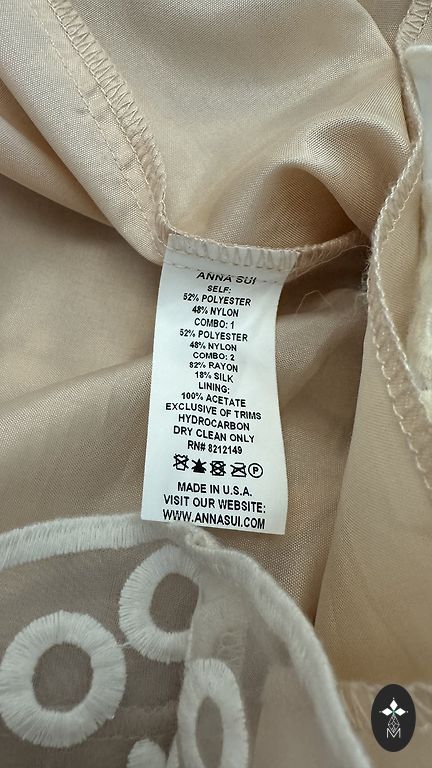 ANNA SUI
SELF:
52% POLYESTER
48% NYLON
COMBO: 1
52% POLYESTER
48% NYLON
COMBO: 2
82% RAYON
18% SILK
LINING:
100% ACETATE
EXCLUSIVE OF TRIMS
HYDROCARBON
DRY CLEAN ONLY
RN# 8212149
P
MADE IN U.S.A.
VISIT OUR WEBSITE:
WWW.ANNASUI.COM
M